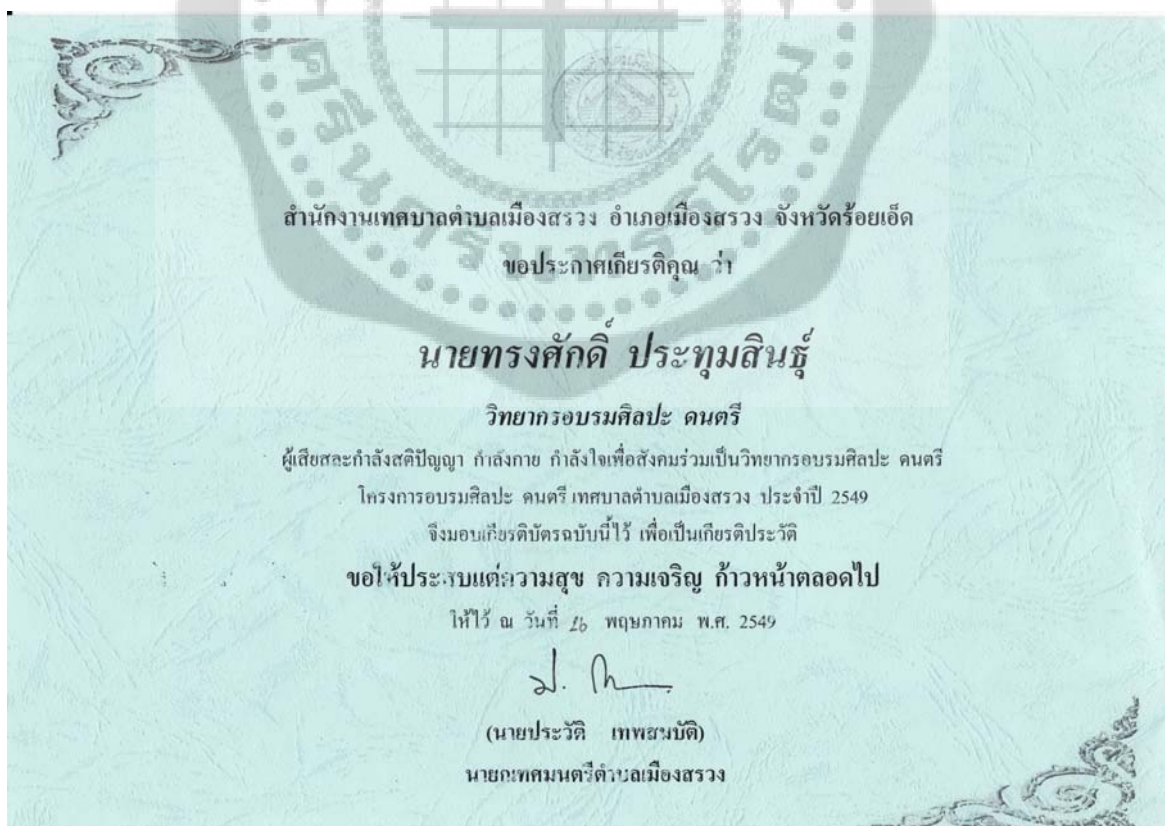 ศรีนครินทรวิโรฒ
สำนักงานเทศบาลตำบลเมืองสรวง อำเภอเมืองสรวง จังหวัดร้อยเอ็ด
ขอประกาศเกียรติคุณ ว่า
นายทรงศักดิ์ ประทุมสินธุ์
วิทยากรอบรมศิลปะ ดนตรี
ผู้เสียสละกำลังสติปัญญา กำลังกาย กำลังใจเพื่อสังคมร่วมเป็นวิทยากรอบรมศิลปะ ดนตรี
โครงการอบรมศิลปะ ดนตรี เทศบาลตำบลเมืองสรวง ประจำปี 2549
จึงมอบเกียรติบัตรฉบับนี้ไว้ เพื่อเป็นเกียรติประวัติ
ขอให้ประสบแต่ความสุข ความเจริญ ก้าวหน้าตลอดไป
ให้ไว้ ณ วันที่ 26 พฤษภาคม พ.ศ. 2549
(นายประวัติ เทพสมบัติ)
นายกเทศมนตรีตำบลเมืองสรวง